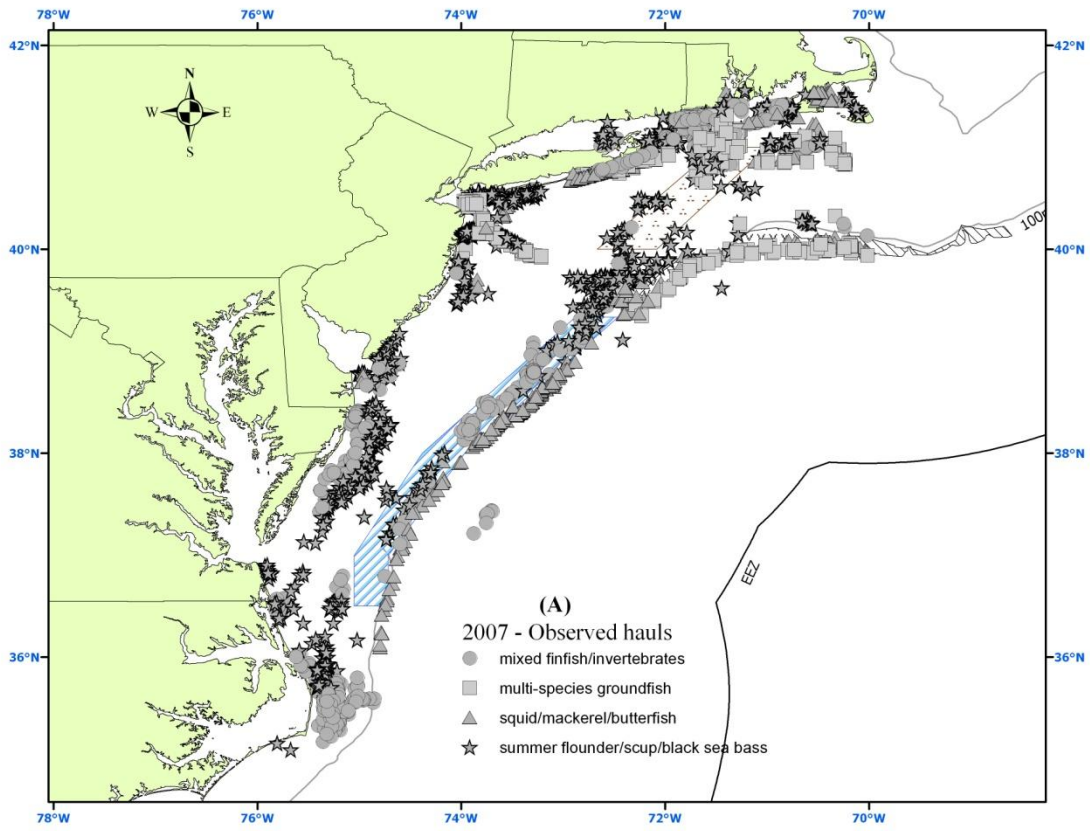 78°W 76°W 74°W 72°W 70°W
42°N 42°N
N
W E
S
40°N 40°N
38°N 38°N
36°N 36°N
EEZ
(A)
2007 - Observed hauls
mixed finfish/invertebrates
multi-species groundfish
squid/mackerel/butterfish
summer flounder/scup/black sea bass
78°W 76°W 74°W 72°W 70°W